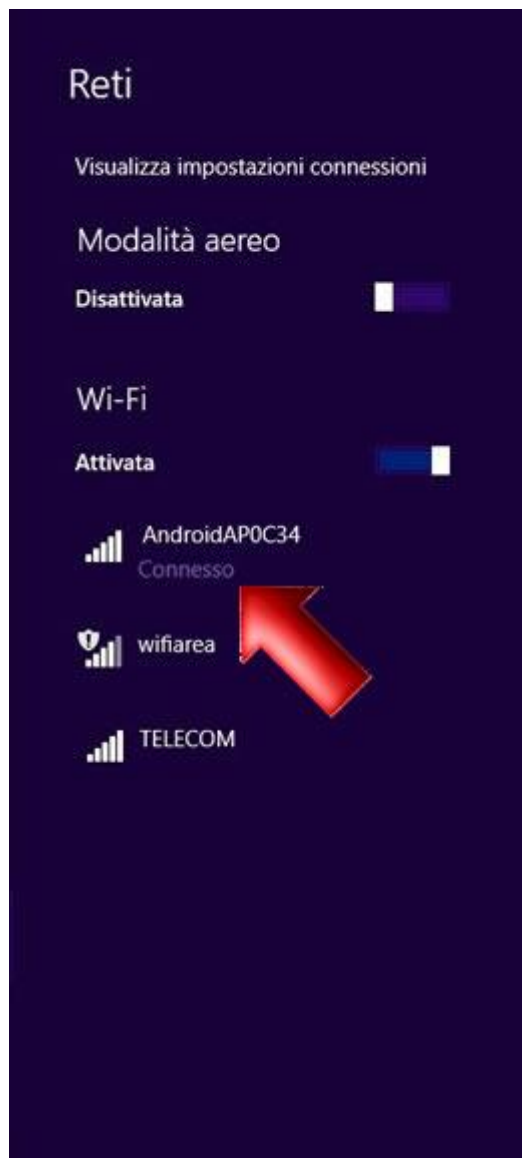 Reti
Visualizza impostazioni connessioni
Modalità aereo
Disattivata
Wi-Fi
Attivata
AndroidAP0C34
Connesso
wifiarea
TELECOM